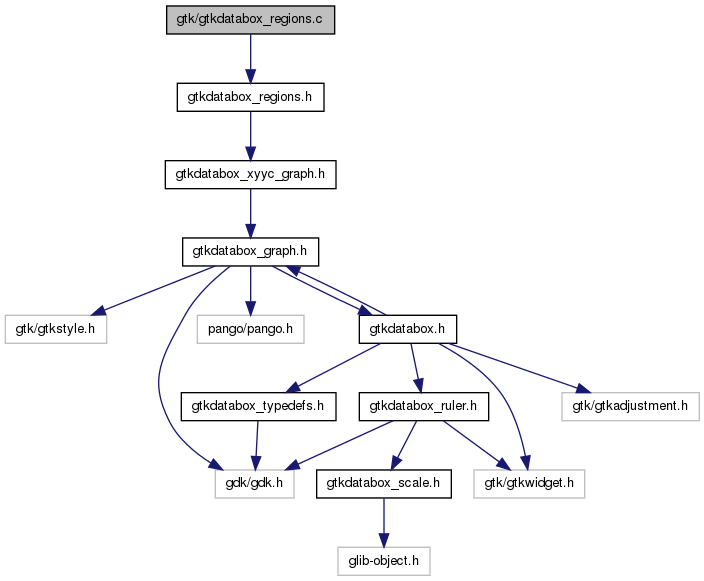 gtk/gtkdatabox_regions.c
gtkdatabox_regions.h
gtkdatabox_xyyc_graph.h
gtkdatabox_graph.h
gtk/gtkstyle.h
pango/pango.h
gtkdatabox.h
gtkdatabox_typedefs.h
gtkdatabox_ruler.h
gtk/gtkadjustment.h
gdk/gdk.h
gtkdatabox_scale.h
gtk/gtkwidget.h
glib-object.h